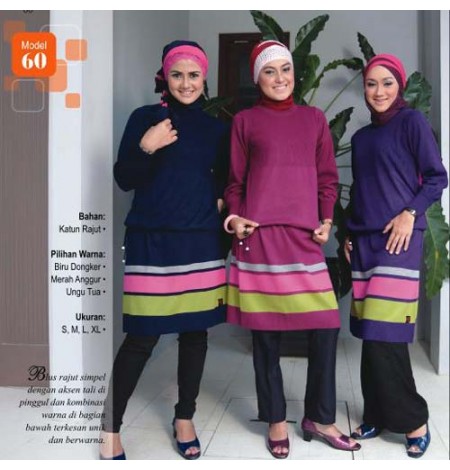 Model
60
Bahan:
Katun Rajut •
Pilihan Warna:
Biru Dongker •
Merah Anggur •
Ungu Tua •
Ukuran:
S, M, L, XL •
Blus rajut simpel
dengan aksen tali di
pinggul dan kombinasi
warna di bagian
bawah terkesan unik
dan berwarna.